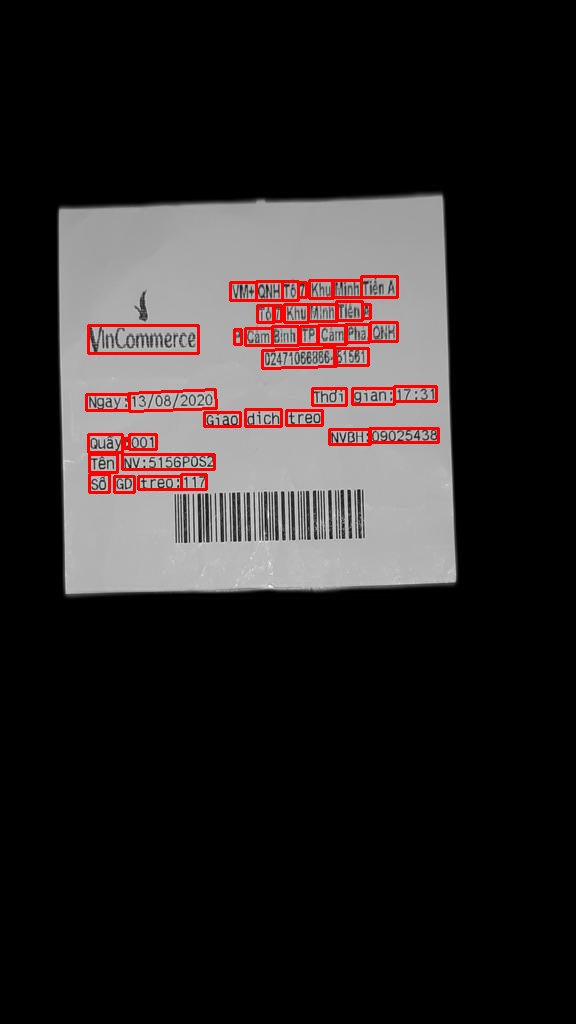 VM+ QNH Tổ 7 Khu Minh Tiến A
Tổ 7 Khu Minh Tiến
VinCommerce
Cẩm Bình TP Cẩm Phả QNH
02471066866-51561
Ngay:13/08/2020
Thời gian:17:31
Giao dich treo
NVBH:09025438
Quầy:001
Tên NV:5156POS2
Số GD treo:117